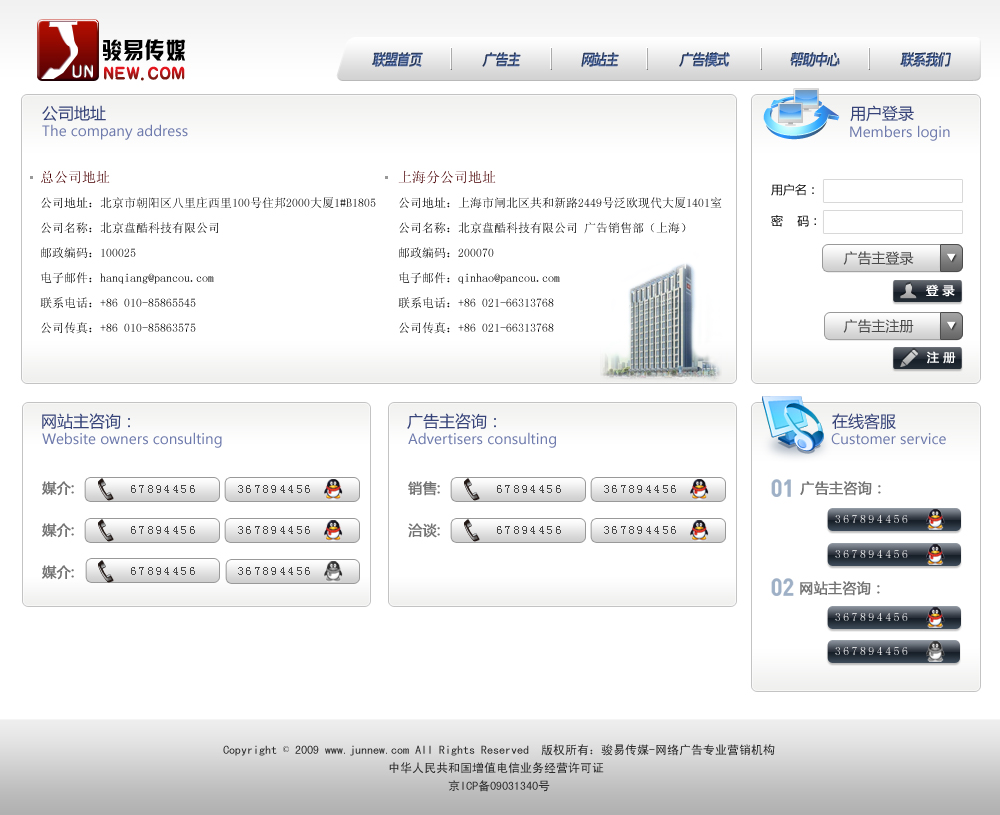 JUN
骏易传媒
NEW.COM
联盟首页 广告主 网站主 广告模式 帮助中心 联系我们
公司地址
The company address
总公司地址
公司地址：北京市朝阳区八里庄西里100号住邦2000大厦1#B1805
公司名称：北京盘酷科技有限公司
邮政编码：100025
电子邮件：hanqiang@pancou.com
联系电话：+86 010-85865545
公司传真：+86 010-85863575
上海分公司地址
公司地址：上海市闸北区共和新路2449号泛欧现代大厦1401室
公司名称：北京盘酷科技有限公司 广告销售部（上海）
邮政编码：200070
电子邮件：qinhao@pancou.com
联系电话：+86 021-66313768
公司传真：+86 021-66313768
用户登录
Members login
用户名：
密 码：
广告主登录
登 录
广告主注册
注 册
网站主咨询：
Website owners consulting
媒介: 67894456 367894456
媒介: 67894456 367894456
媒介: 67894456 367894456
广告主咨询：
Advertisers consulting
销售: 67894456 367894456
洽谈: 67894456 367894456
在线客服
Customer service
01 广告主咨询：
367894456
367894456
02 网站主咨询：
367894456
367894456
Copyright © 2009 www.junnew.com All Rights Reserved 版权所有：骏易传媒-网络广告专业营销机构
中华人民共和国增值电信业务经营许可证
京ICP备09031340号